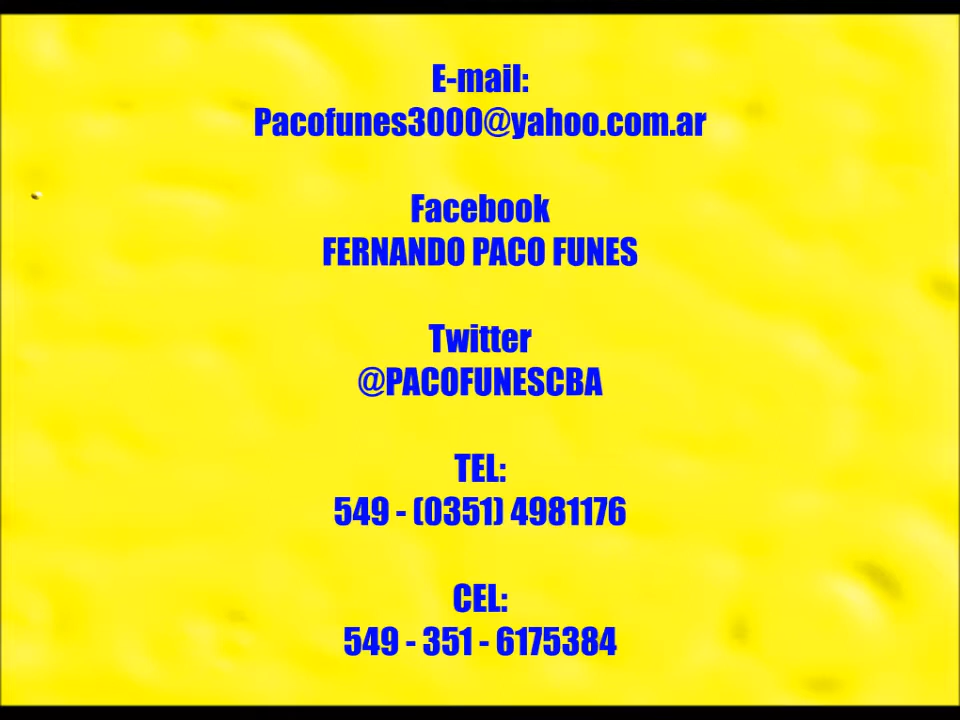 E-mail:
Pacofunes3000@yahoo.com.ar
Facebook
FERNANDO PACO FUNES
Twitter
@PACOFUNESCBA
TEL:
549 - (0351) 4981176
CEL:
549 - 351 - 6175384